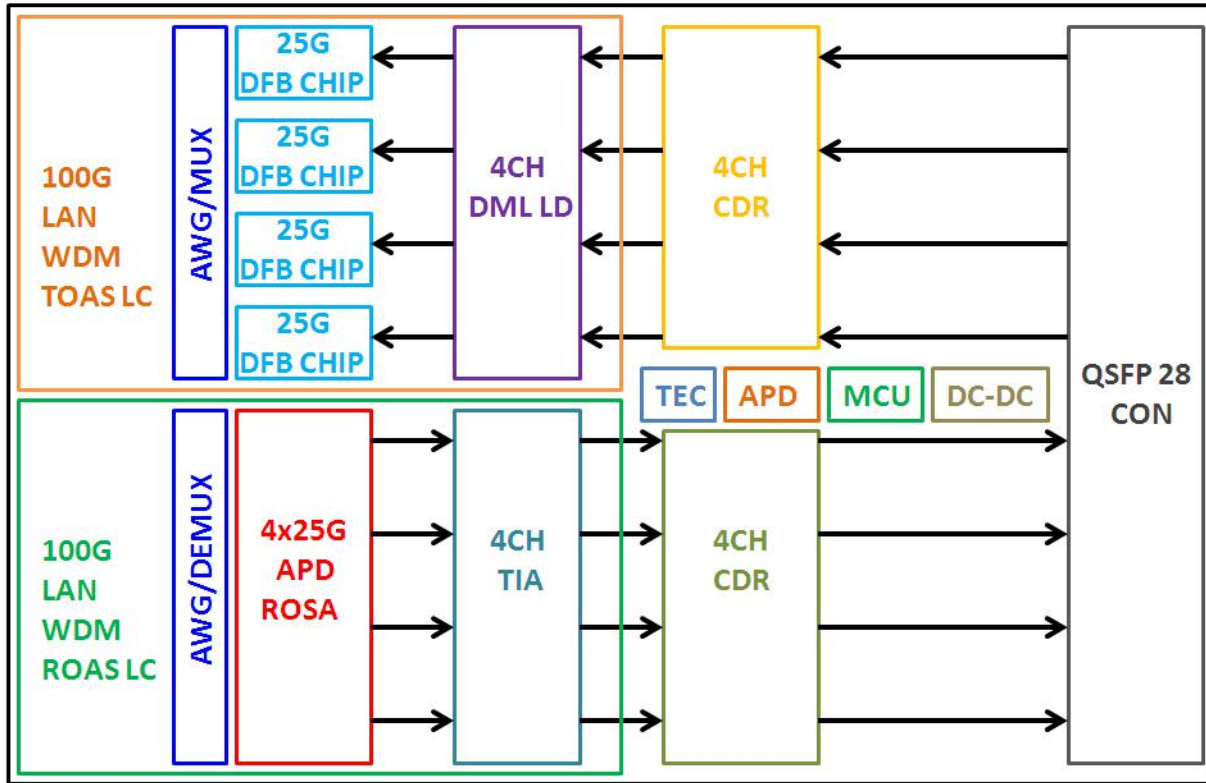 100G
LAN
WDM
TOAS LC
AWG/MUX
25G
DFB CHIP
25G
DFB CHIP
25G
DFB CHIP
25G
DFB CHIP
4CH
DML LD
4CH
CDR
QSFP 28
CON
TEC
APD
MCU
DC-DC
100G
LAN
WDM
ROAS LC
AWG/DEMUX
4x25G
APD
ROSA
4CH
TIA
4CH
CDR